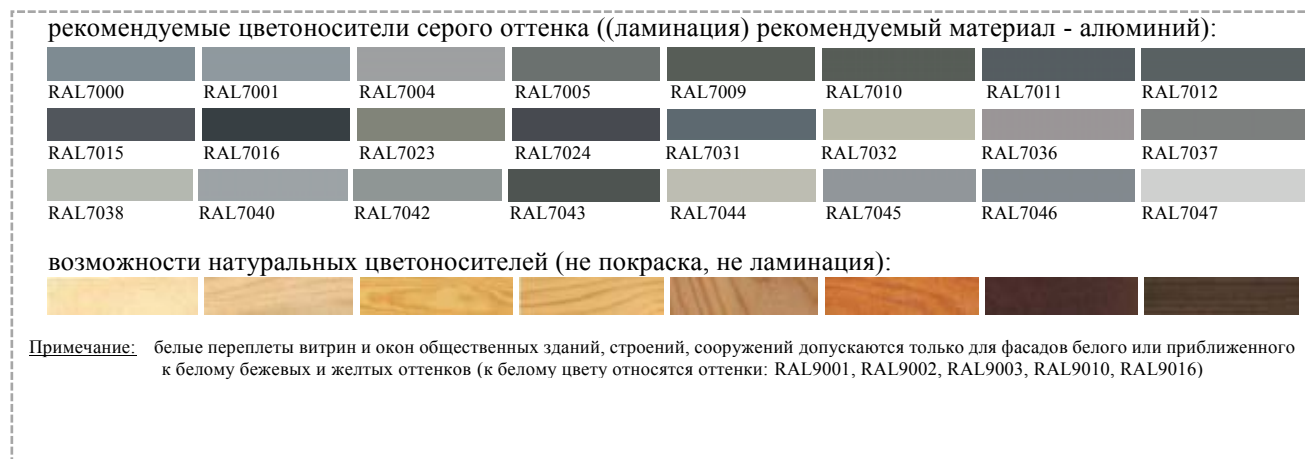 рекомендуемые цветоносители серого оттенка ((ламинация) рекомендуемый материал - алюминий):
RAL7000 RAL7001 RAL7004 RAL7005 RAL7009 RAL7010 RAL7011 RAL7012
RAL7015 RAL7016 RAL7023 RAL7024 RAL7031 RAL7032 RAL7036 RAL7037
RAL7038 RAL7040 RAL7042 RAL7043 RAL7044 RAL7045 RAL7046 RAL7047
возможности натуральных цветоносителей (не покраска, не ламинация):
Примечание: белые переплеты витрин и окон общественных зданий, строений, сооружений допускаются только для фасадов белого или приближенного
к белому бежевых и желтых оттенков (к белому цвету относятся оттенки: RAL9001, RAL9002, RAL9003, RAL9010, RAL9016)